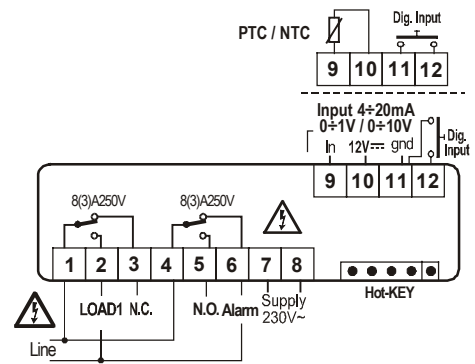 PTC / NTC
Dig. Input
9 10 11 12
Input 4÷20mA
0÷1V / 0÷10V
In 12V gnd
Dig.
Input
9 10 11 12
8(3)A250V 8(3)A250V
1 2 3 4 5 6 7 8
LOAD1 N.C. N.O. Alarm Supply
230V~
Hot-KEY
Line